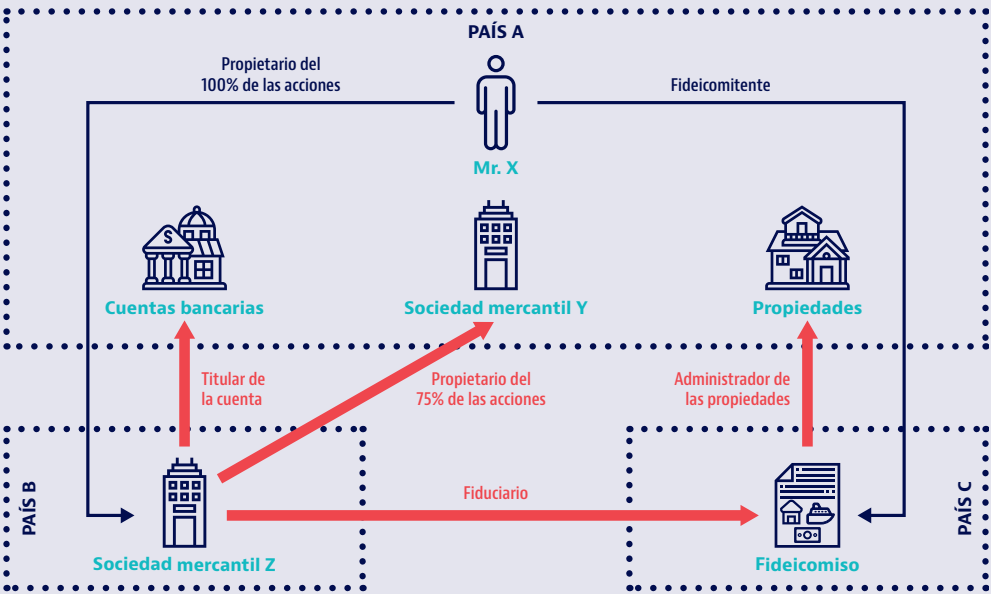 PAÍS A
Propietario del
100% de las acciones
Fideicomitente
Mr. X
$
Cuentas bancarias
Sociedad mercantil Y
Propiedades
Titular de
la cuenta
Propietario del
75% de las acciones
Administrador de
las propiedades
PAÍS B
Fiduciario
PAÍS C
Sociedad mercantil Z
Fideicomiso